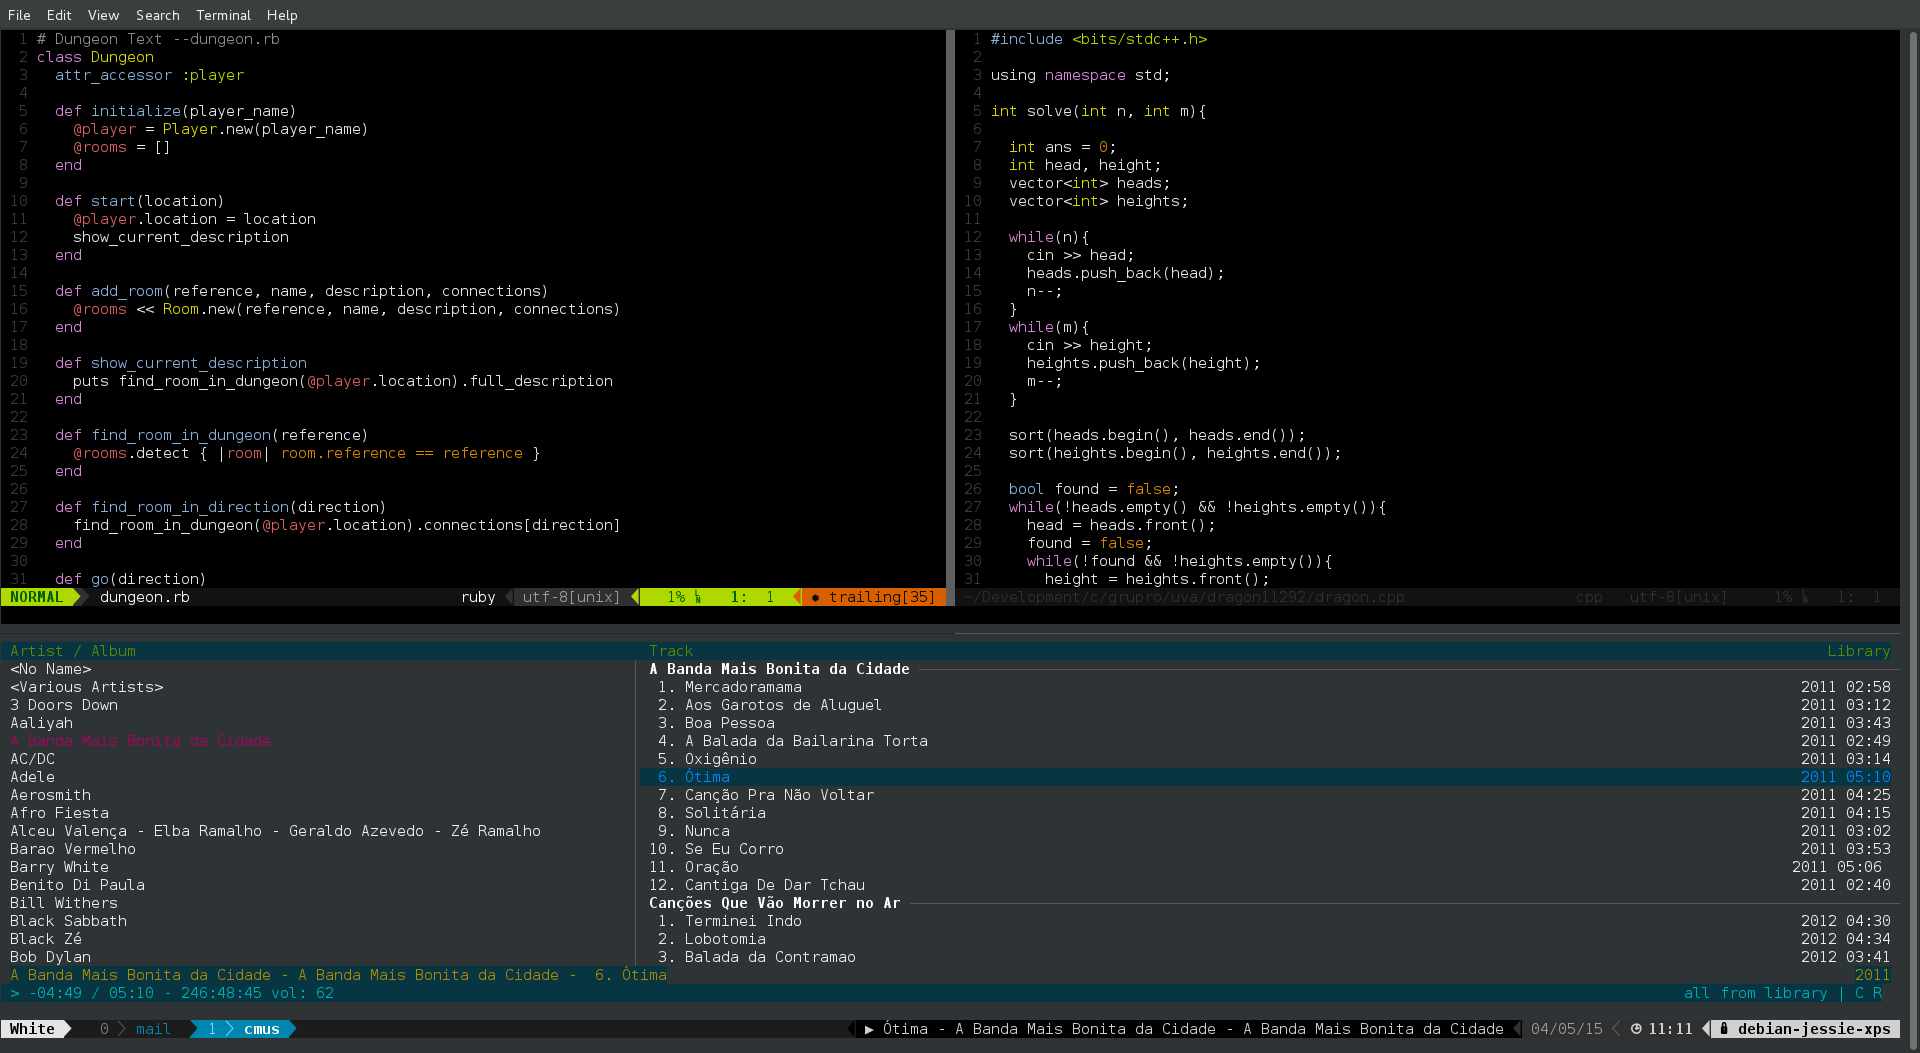 File Edit View Search Terminal Help
1 # Dungeon Text --dungeon.rb
2 class Dungeon
3   attr_accessor :player
4
5   def initialize(player_name)
6     @player = Player.new(player_name)
7     @rooms = []
8   end
9
10   def start(location)
11     @player.location = location
12     show_current_description
13   end
14
15   def add_room(reference, name, description, connections)
16     @rooms << Room.new(reference, name, description, connections)
17   end
18
19   def show_current_description
20     puts find_room_in_dungeon(@player.location).full_description
21   end
22
23   def find_room_in_dungeon(reference)
24     @rooms.detect { |room| room.reference == reference }
25   end
26
27   def find_room_in_direction(direction)
28     find_room_in_dungeon(@player.location).connections[direction]
29   end
30
31   def go(direction)
NORMAL dungeon.rb ruby utf-8[unix] 1% 1: 1 trailing[35]
1 #include <bits/stdc++.h>
2
3 using namespace std;
4
5 int solve(int n, int m){
6
7   int ans = 0;
8   int head, height;
9   vector<int> heads;
10   vector<int> heights;
11
12   while(n){
13     cin >> head;
14     heads.push_back(head);
15     n--;
16   }
17   while(m){
18     cin >> height;
19     heights.push_back(height);
20     m--;
21   }
22
23   sort(heads.begin(), heads.end());
24   sort(heights.begin(), heights.end());
25
26   bool found = false;
27   while(!heads.empty() && !heights.empty()){
28     head = heads.front();
29     found = false;
30     while(!found && !heights.empty()){
31       height = heights.front();
~/Development/c/grupro/uva/dragon11292/dragon.cpp cpp utf-8[unix] 1% 1: 1
Artist / Album
<No Name>
<Various Artists>
3 Doors Down
Aaliyah
A Banda Mais Bonita da Cidade
AC/DC
Adele
Aerosmith
Afro Fiesta
Alceu Valença - Elba Ramalho - Geraldo Azevedo - Zé Ramalho
Barao Vermelho
Barry White
Benito Di Paula
Bill Withers
Black Sabbath
Black Zé
Bob Dylan
Track Library
A Banda Mais Bonita da Cidade
1. Mercadoramama 2011 02:58
2. Aos Garotos de Aluguel 2011 03:12
3. Boa Pessoa 2011 03:43
4. A Balada da Bailarina Torta 2011 02:49
5. Oxigênio 2011 03:14
6. Ótima 2011 05:10
7. Canção Pra Não Voltar 2011 04:25
8. Solitária 2011 04:15
9. Nunca 2011 03:02
10. Se Eu Corro 2011 03:53
11. Oração 2011 05:06
12. Cantiga De Dar Tchau 2011 02:40
Canções Que Vão Morrer no Ar
1. Terminei Indo 2012 04:30
2. Lobotomia 2012 04:34
3. Balada da Contramao 2012 03:41
A Banda Mais Bonita da Cidade - A Banda Mais Bonita da Cidade -  6. Ótima 2011
> -04:49 / 05:10 - 246:48:45 vol: 62 all from library | C R
White 0 mail 1 cmus ▶ Ótima - A Banda Mais Bonita da Cidade - A Banda Mais Bonita da Cidade 04/05/15 11:11 debian-jessie-xps